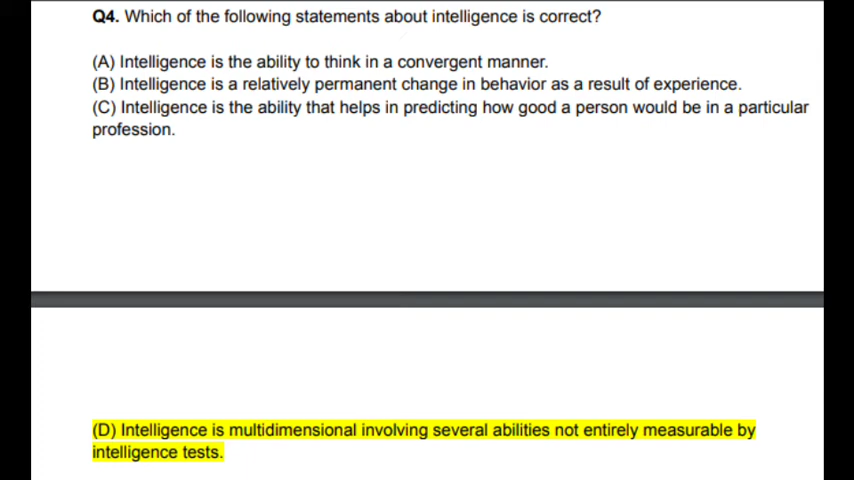 Q4. Which of the following statements about intelligence is correct?
(A) Intelligence is the ability to think in a convergent manner.
(B) Intelligence is a relatively permanent change in behavior as a result of experience.
(C) Intelligence is the ability that helps in predicting how good a person would be in a particular
profession.
(D) Intelligence is multidimensional involving several abilities not entirely measurable by
intelligence tests.